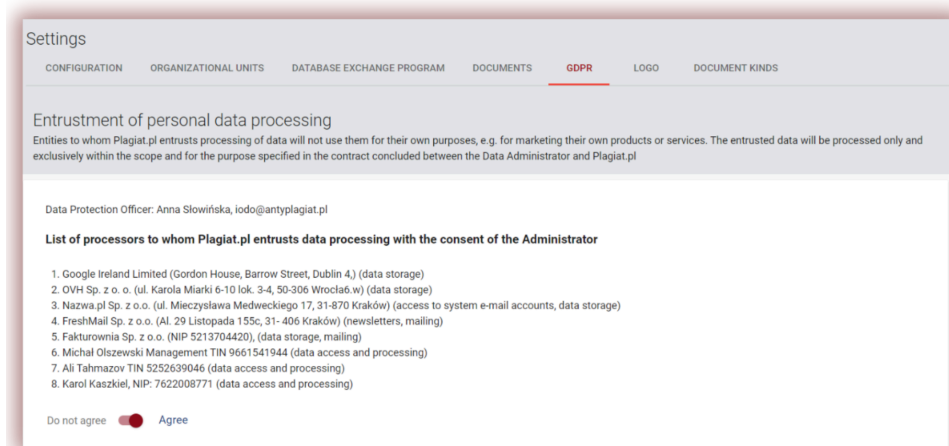 Settings
CONFIGURATION ORGANIZATIONAL UNITS DATABASE EXCHANGE PROGRAM DOCUMENTS GDPR LOGO DOCUMENT KINDS
Entrustment of personal data processing
Entities to whom Plagiat.pl entrusts processing of data will not use them for their own purposes, e.g. for marketing their own products or services. The entrusted data will be processed only and
exclusively within the scope and for the purpose specified in the contract concluded between the Data Administrator and Plagiat.pl
Data Protection Officer: Anna Słowińska, iodo@antyplagiat.pl
List of processors to whom Plagiat.pl entrusts data processing with the consent of the Administrator
1. Google Ireland Limited (Gordon House, Barrow Street, Dublin 4,) (data storage)
2. OVH Sp. z o. o. (ul. Karola Miarki 6-10 lok. 3-4, 50-306 Wrocła6.w) (data storage)
3. Nazwa.pl Sp. z o.o. (ul. Mieczysława Medweckiego 17, 31-870 Kraków) (access to system e-mail accounts, data storage)
4. FreshMail Sp. z o.o. (Al. 29 Listopada 155c, 31- 406 Kraków) (newsletters, mailing)
5. Fakturownia Sp. z o.o. (NIP 5213704420), (data storage, mailing)
6. Michał Olszewski Management TIN 9661541944 (data access and processing)
7. Ali Tahmazov TIN 5252639046 (data access and processing)
8. Karol Kaszkiel, NIP: 7622008771 (data access and processing)
Do not agree Agree